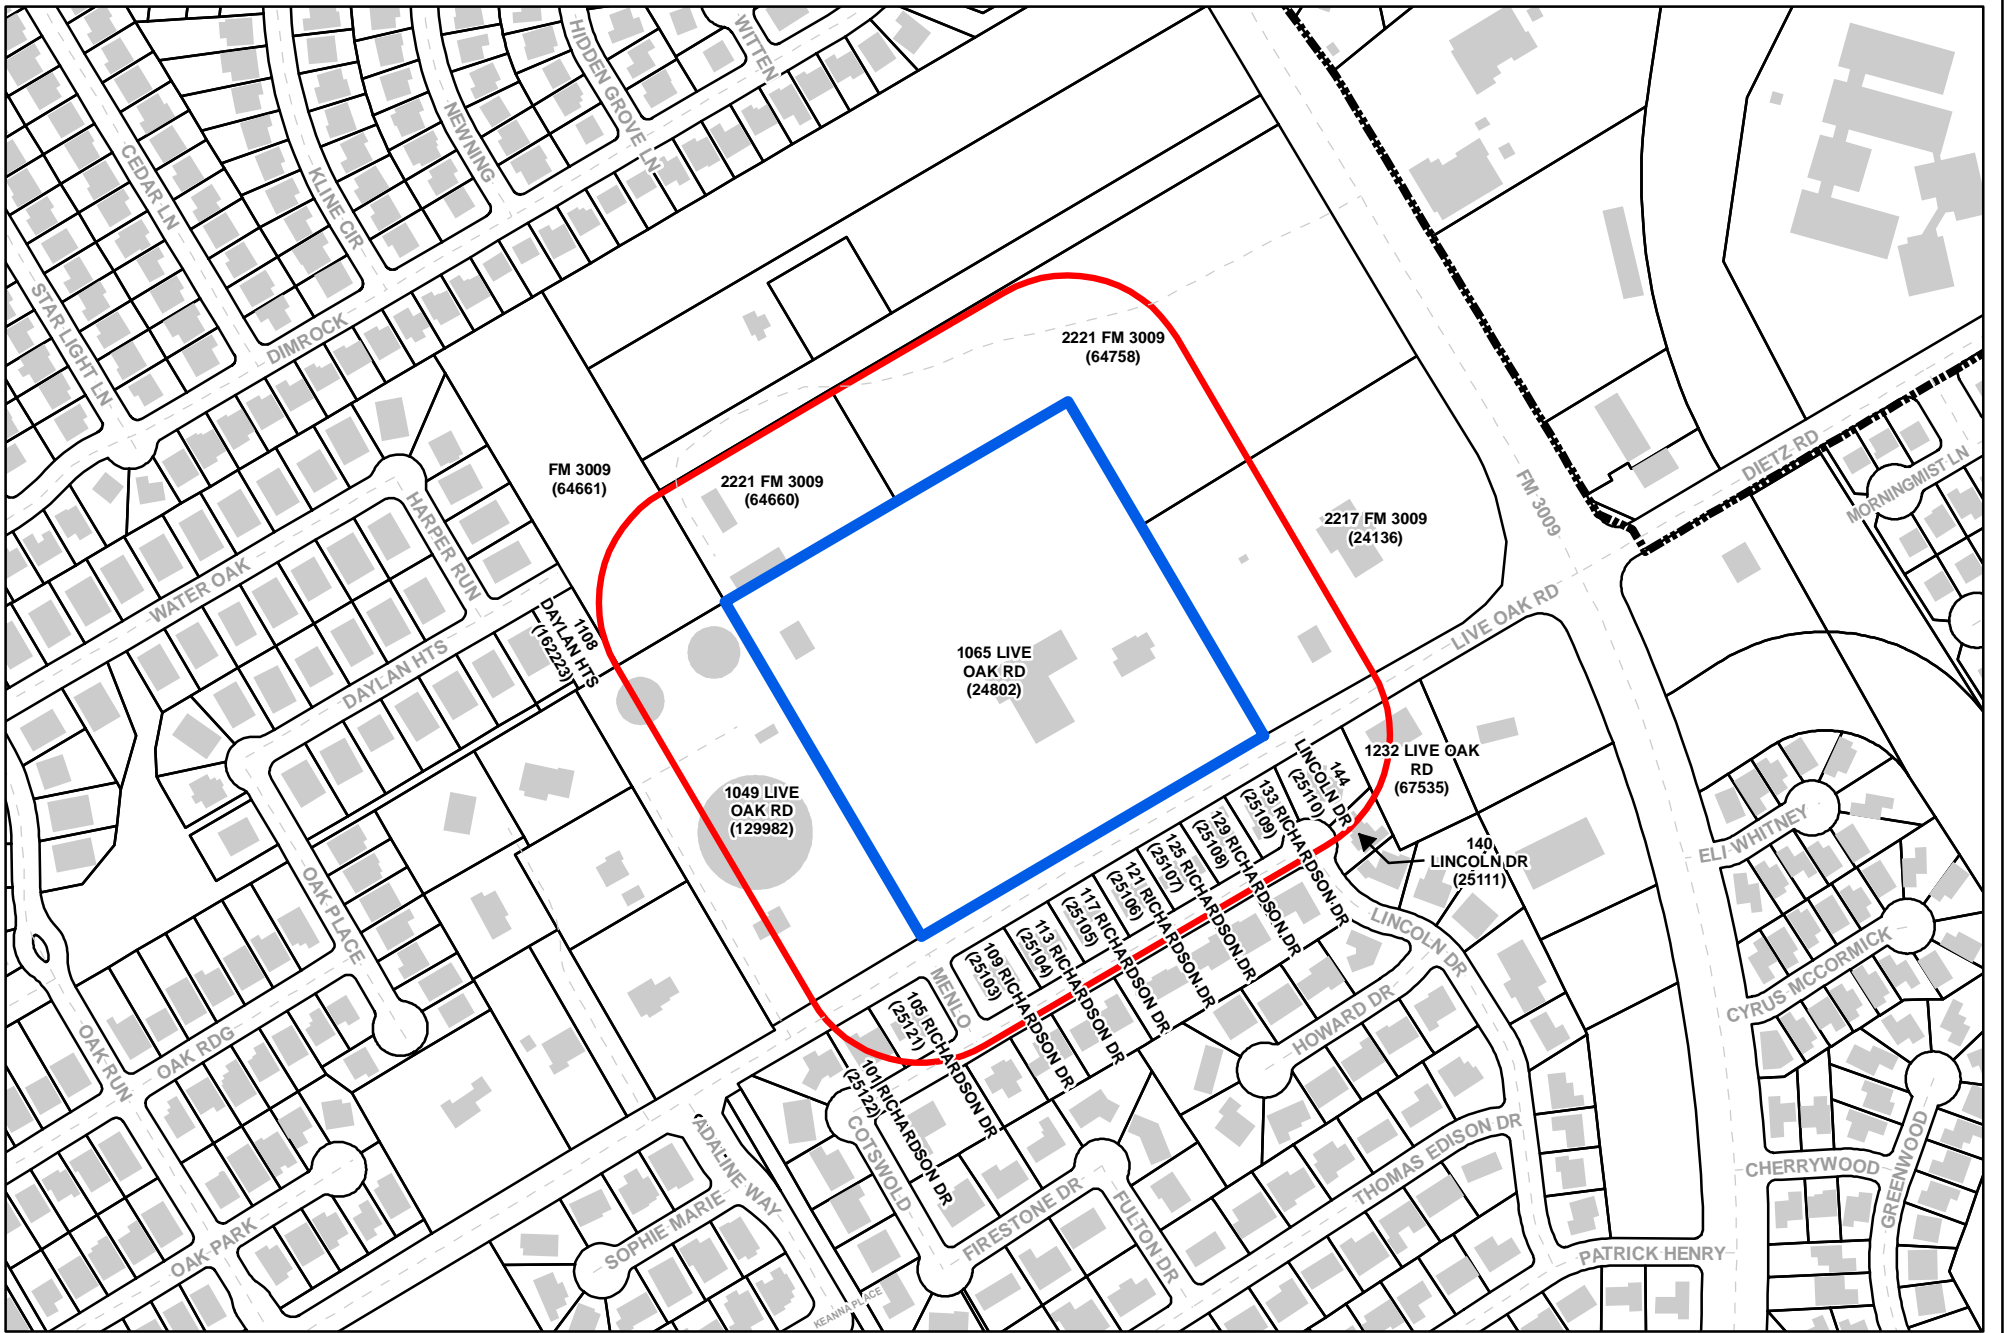 WITTEN
HIDDEN GROVE LN
NEWNING
CEDAR LN
KLINE CIR
STAR LIGHT LN
DIMROCK
2221 FM 3009
(64758)
FM 3009
(64661)
2221 FM 3009
(64660)
2217 FM 3009
(24136)
FM 3009
DIETZ RD
MORNINGMIST LN
HARPER RUN
WATER OAK
DAYLAN HTS
1108
DAYLAN HTS
(162223)
LIVE OAK RD
1065 LIVE
OAK RD
(24802)
1049 LIVE
OAK RD
(129982)
144
LINCOLN DR
(25110)
1232 LIVE OAK
RD
(67535)
140
LINCOLN DR
(25111)
133 RICHARDSON DR
(25109)
129 RICHARDSON DR
(25108)
125 RICHARDSON DR
(25107)
121 RICHARDSON DR
(25106)
117 RICHARDSON DR
(25105)
113 RICHARDSON DR
(25104)
109 RICHARDSON DR
(25103)
105 RICHARDSON DR
(25121)
101 RICHARDSON DR
(25122)
MENLO
ELI WHITNEY
CYRUS MCCORMICK
LINCOLN DR
HOWARD DR
OAK PLACE
OAK RDG
OAK RUN
OAK PARK
ADALINE WAY
SOPHIE MARIE
COTSWOLD
FIRESTONE DR
FULTON DR
THOMAS EDISON DR
CHERRYWOOD
GREENWOOD
PATRICK HENRY
KEANNA PLACE